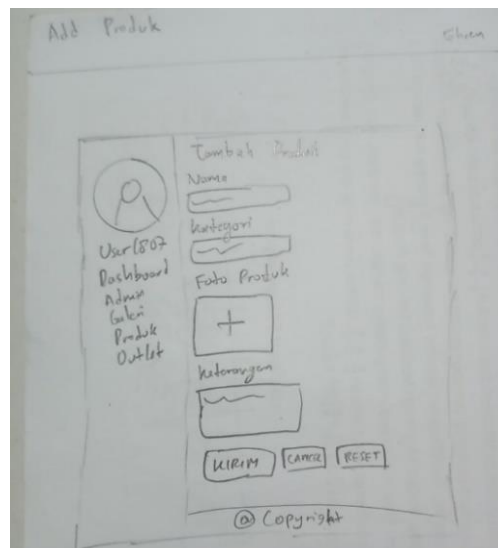 Add Produk
Tambah Produk
Nama
Kategori
Foto Produk
Keterangan
KIRIM
CANCEL
RESET
User1807
Dashboard
Admin
Galeri
Produk
Outlet
@ Copyright